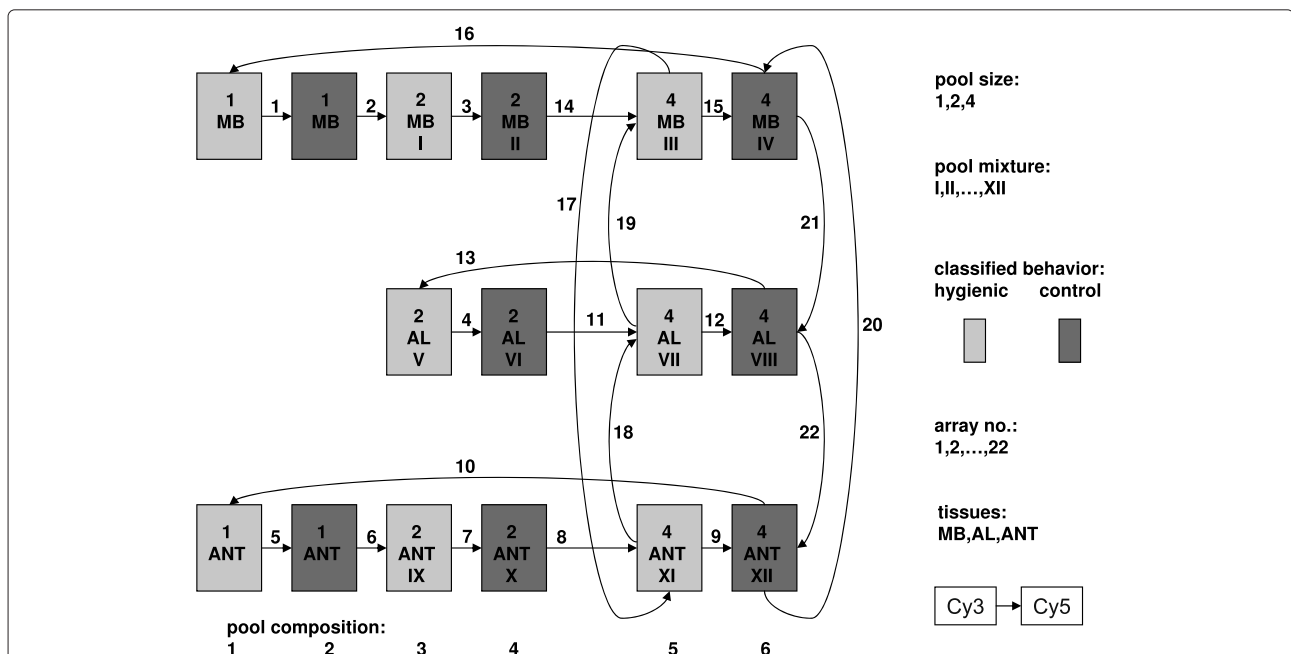 16
1
MB
1
1
MB
2
2
MB
I
3
2
MB
II
14
4
MB
III
15
4
MB
IV
17
19
21
13
2
AL
V
4
2
AL
VI
11
4
AL
VII
12
4
AL
VIII
20
18
22
10
1
ANT
5
1
ANT
6
2
ANT
IX
7
2
ANT
X
8
4
ANT
XI
9
4
ANT
XII
pool composition:
1 2 3 4 5 6
pool size:
1,2,4
pool mixture:
I,II,...,XII
classified behavior:
hygienic control
array no.:
1,2,...,22
tissues:
MB,AL,ANT
Cy3 Cy5